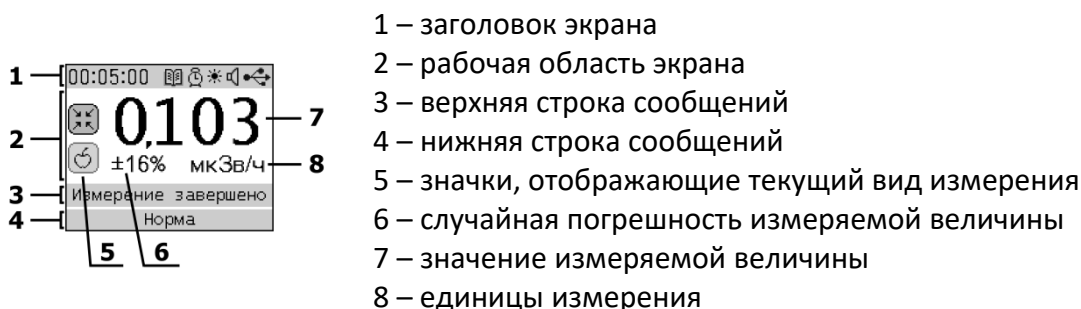 1 – заголовок экрана
2 – рабочая область экрана
3 – верхняя строка сообщений
4 – нижняя строка сообщений
5 – значки, отображающие текущий вид измерения
6 – случайная погрешность измеряемой величины
7 – значение измеряемой величины
8 – единицы измерения
1
00:05:00
2
0,103
7
±16% мкЗв/ч
8
3
Измерение завершено
4
Норма
5 6